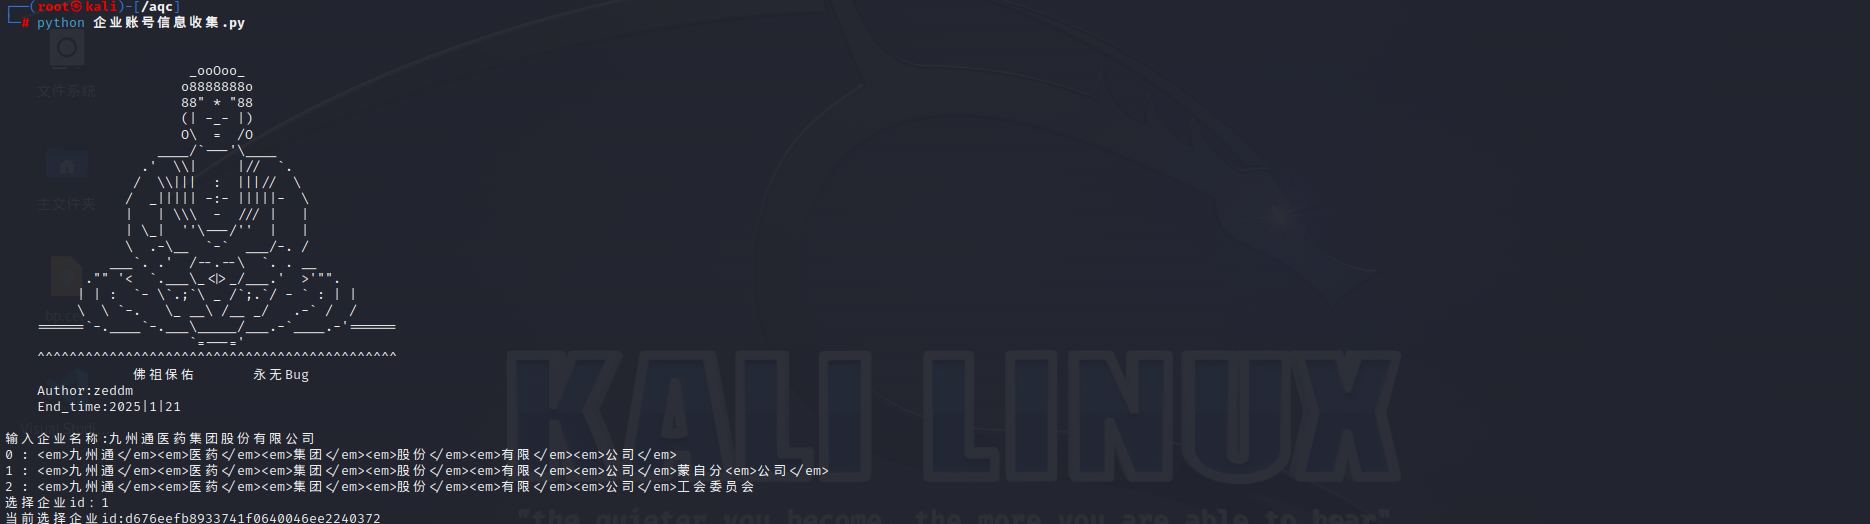 ┌──(root㉿kali)-[/aqc]
└─# python 企业账号信息收集.py
_ooOoo_
o8888888o
88" * "88
(| -_- |)
O\  =  /O
____/`---'\____
.'  \\|     |//  `.
/  \\|||  :  |||//  \
/  _||||| -:- |||||-  \
|   | \\\  -  /// |   |
| \_|  ''\---/''  |   |
\  .-\__  `-`  ___/-. /
___`. .'  /--.--\  `. . __
."" '<  `.___\_<|>_/___.'  >'"".
| | :  `- \`.;`\ _ /`;.`/ - ` : | |
\  \ `-.   \_ __\ /__ _/   .-` /  /
======`-.____`-.___\_____/___.-`____.-'======
`=---='
^^^^^^^^^^^^^^^^^^^^^^^^^^^^^^^^^^^^^^^^^^^^^
佛祖保佑       永无Bug
Author:zeddm
End_time:2025|1|21
输入企业名称:九州通医药集团股份有限公司
0 : <em>九州通</em><em>医药</em><em>集团</em><em>股份</em><em>有限</em><em>公司</em>
1 : <em>九州通</em><em>医药</em><em>集团</em><em>股份</em><em>有限</em><em>公司</em>蒙自分<em>公司</em>
2 : <em>九州通</em><em>医药</em><em>集团</em><em>股份</em><em>有限</em><em>公司</em>工会委员会
选择企业id：1
当前选择企业id:d676eefb8933741f0640046ee2240372
文件系统
主文件夹
KALI LINUX
"the quieter you become, the more you are able to hear"